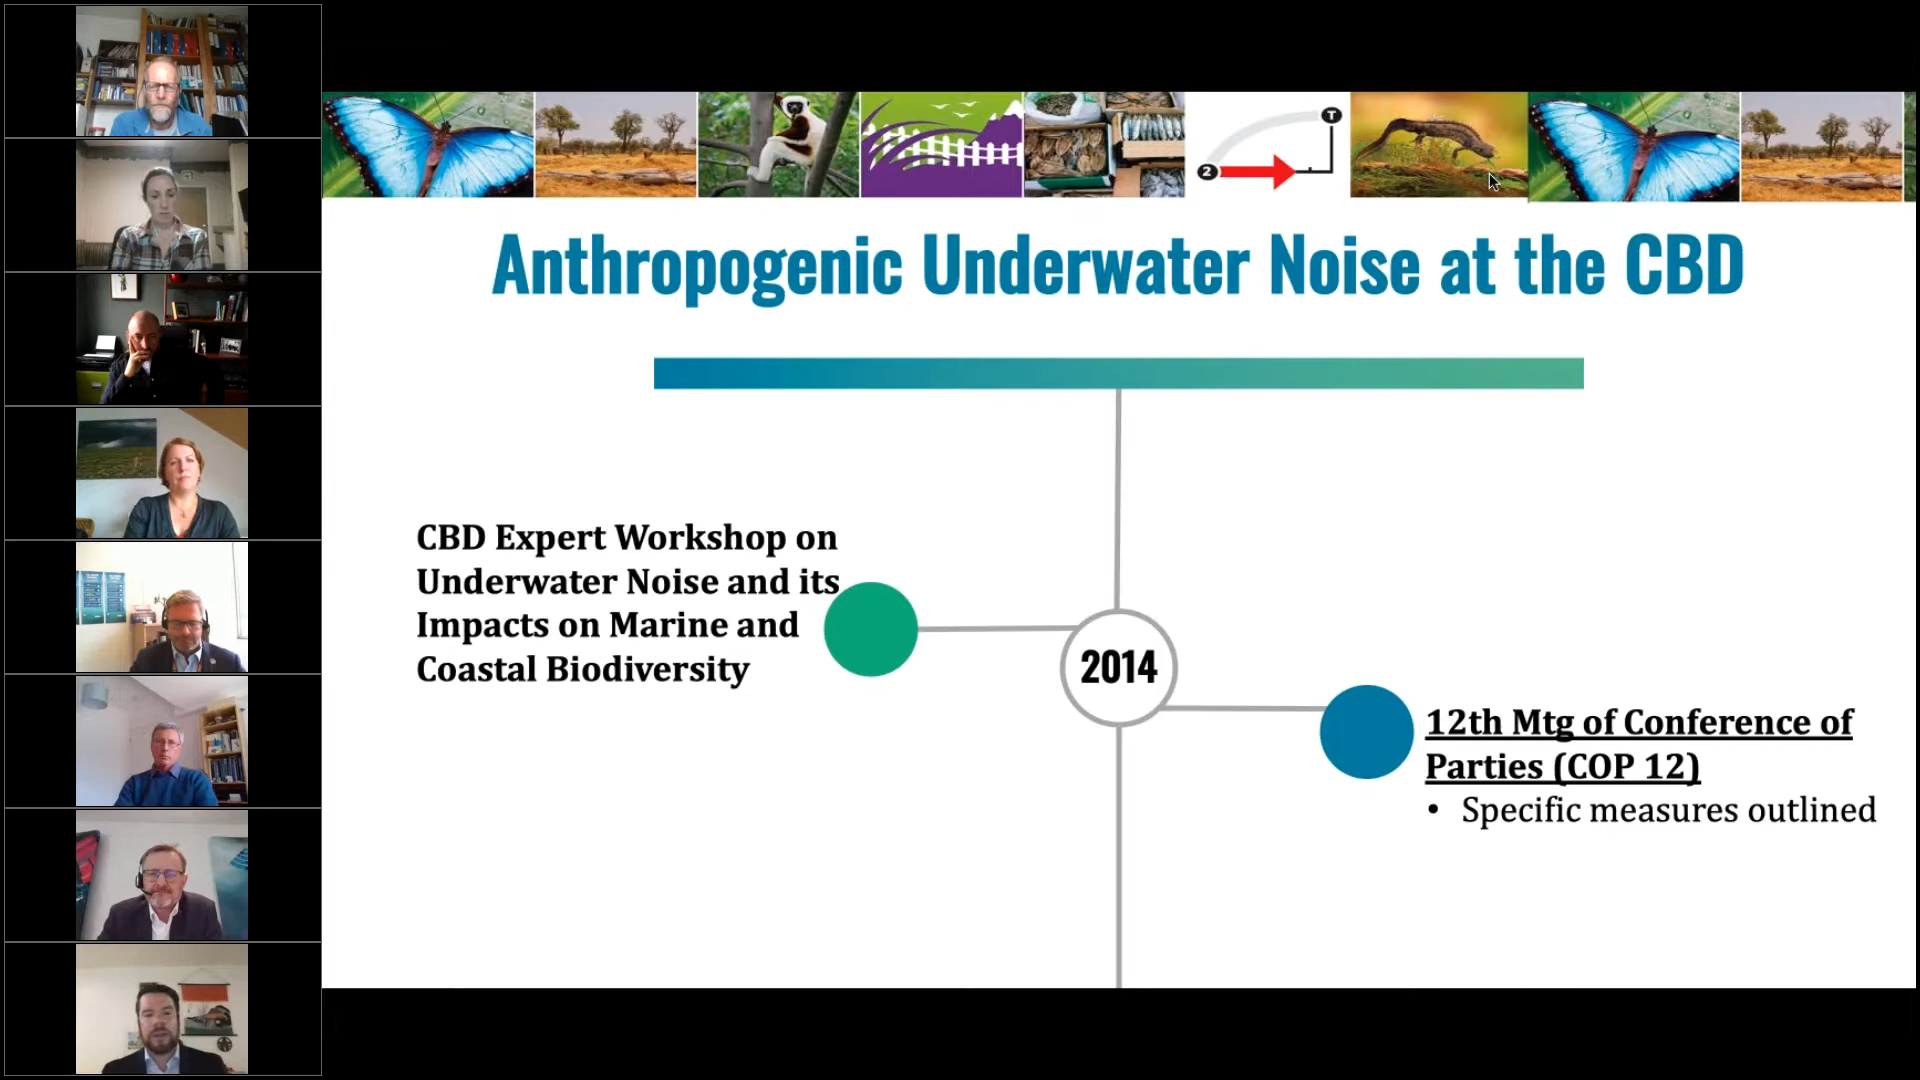 2
T
Anthropogenic Underwater Noise at the CBD
CBD Expert Workshop on
Underwater Noise and its
Impacts on Marine and
Coastal Biodiversity
2014
12th Mtg of Conference of
Parties (COP 12)
• Specific measures outlined